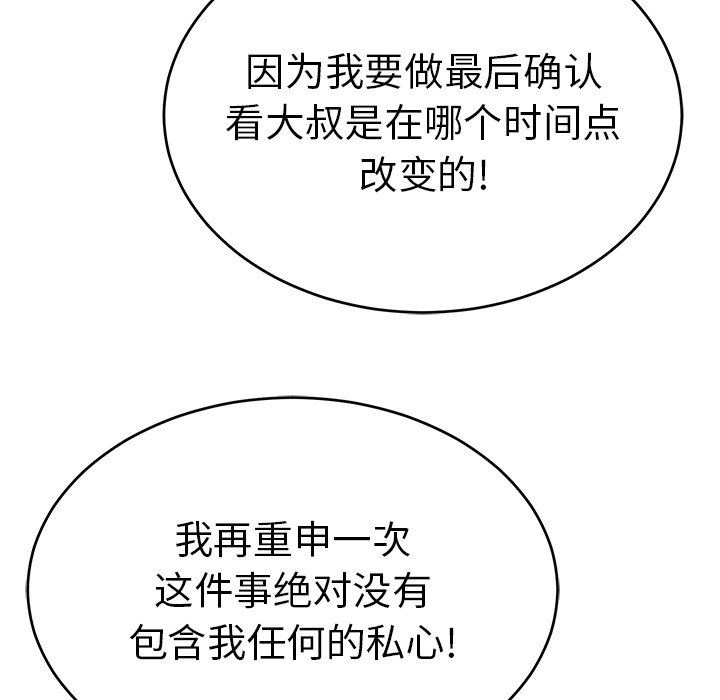 因为我要做最后确认
看大叔是在哪个时间点
改变的!
我再重申一次
这件事绝对没有
包含我任何的私心!